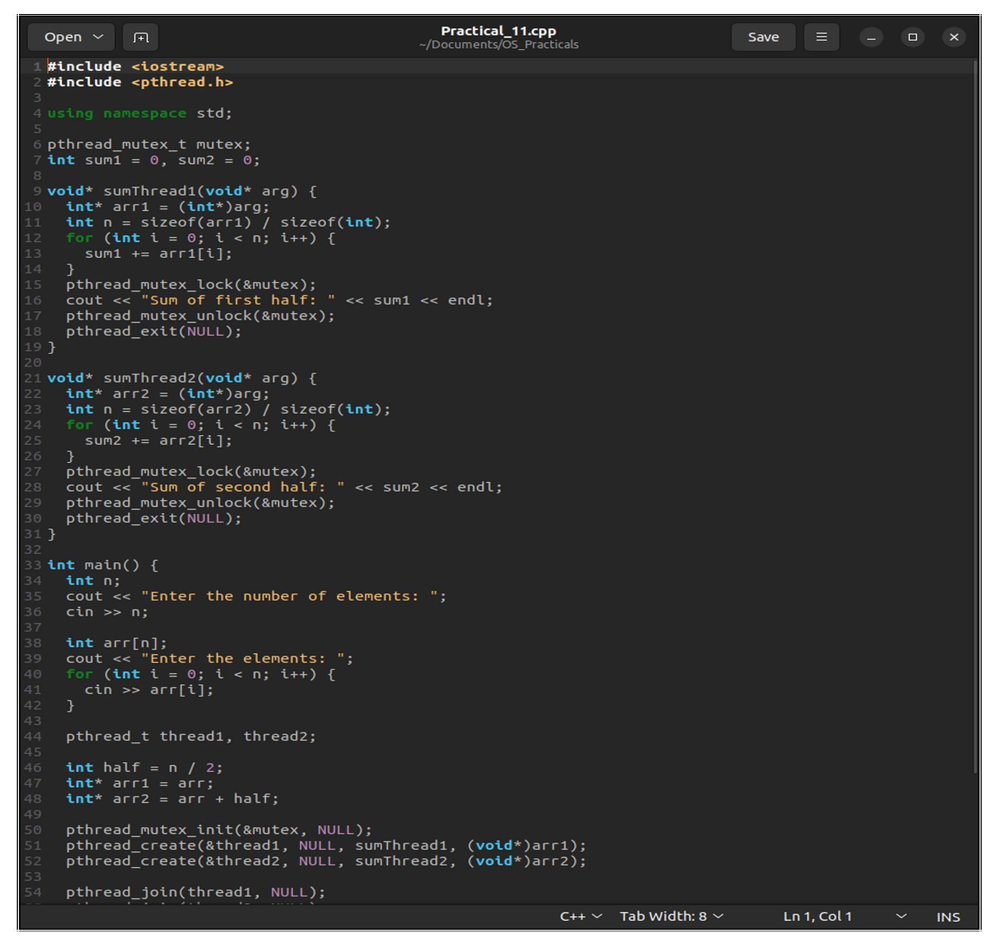 Open
Practical_11.cpp
~/Documents/OS_Practicals
Save
1 #include <iostream>
2 #include <pthread.h>
3
4 using namespace std;
5
6 pthread_mutex_t mutex;
7 int sum1 = 0, sum2 = 0;
8
9 void* sumThread1(void* arg) {
10   int* arr1 = (int*)arg;
11   int n = sizeof(arr1) / sizeof(int);
12   for (int i = 0; i < n; i++) {
13     sum1 += arr1[i];
14   }
15   pthread_mutex_lock(&mutex);
16   cout << "Sum of first half: " << sum1 << endl;
17   pthread_mutex_unlock(&mutex);
18   pthread_exit(NULL);
19 }
20
21 void* sumThread2(void* arg) {
22   int* arr2 = (int*)arg;
23   int n = sizeof(arr2) / sizeof(int);
24   for (int i = 0; i < n; i++) {
25     sum2 += arr2[i];
26   }
27   pthread_mutex_lock(&mutex);
28   cout << "Sum of second half: " << sum2 << endl;
29   pthread_mutex_unlock(&mutex);
30   pthread_exit(NULL);
31 }
32
33 int main() {
34   int n;
35   cout << "Enter the number of elements: ";
36   cin >> n;
37
38   int arr[n];
39   cout << "Enter the elements: ";
40   for (int i = 0; i < n; i++) {
41     cin >> arr[i];
42   }
43
44   pthread_t thread1, thread2;
45
46   int half = n / 2;
47   int* arr1 = arr;
48   int* arr2 = arr + half;
49
50   pthread_mutex_init(&mutex, NULL);
51   pthread_create(&thread1, NULL, sumThread1, (void*)arr1);
52   pthread_create(&thread2, NULL, sumThread2, (void*)arr2);
53
54   pthread_join(thread1, NULL);
C++ Tab Width: 8 Ln 1, Col 1 INS